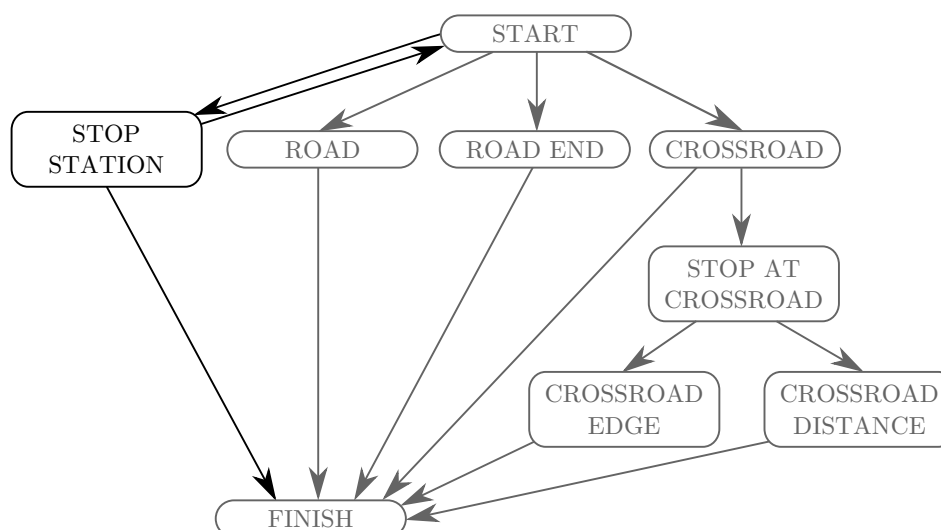 START
STOP
STATION
ROAD
ROAD END
CROSSROAD
STOP AT
CROSSROAD
CROSSROAD
EDGE
CROSSROAD
DISTANCE
FINISH